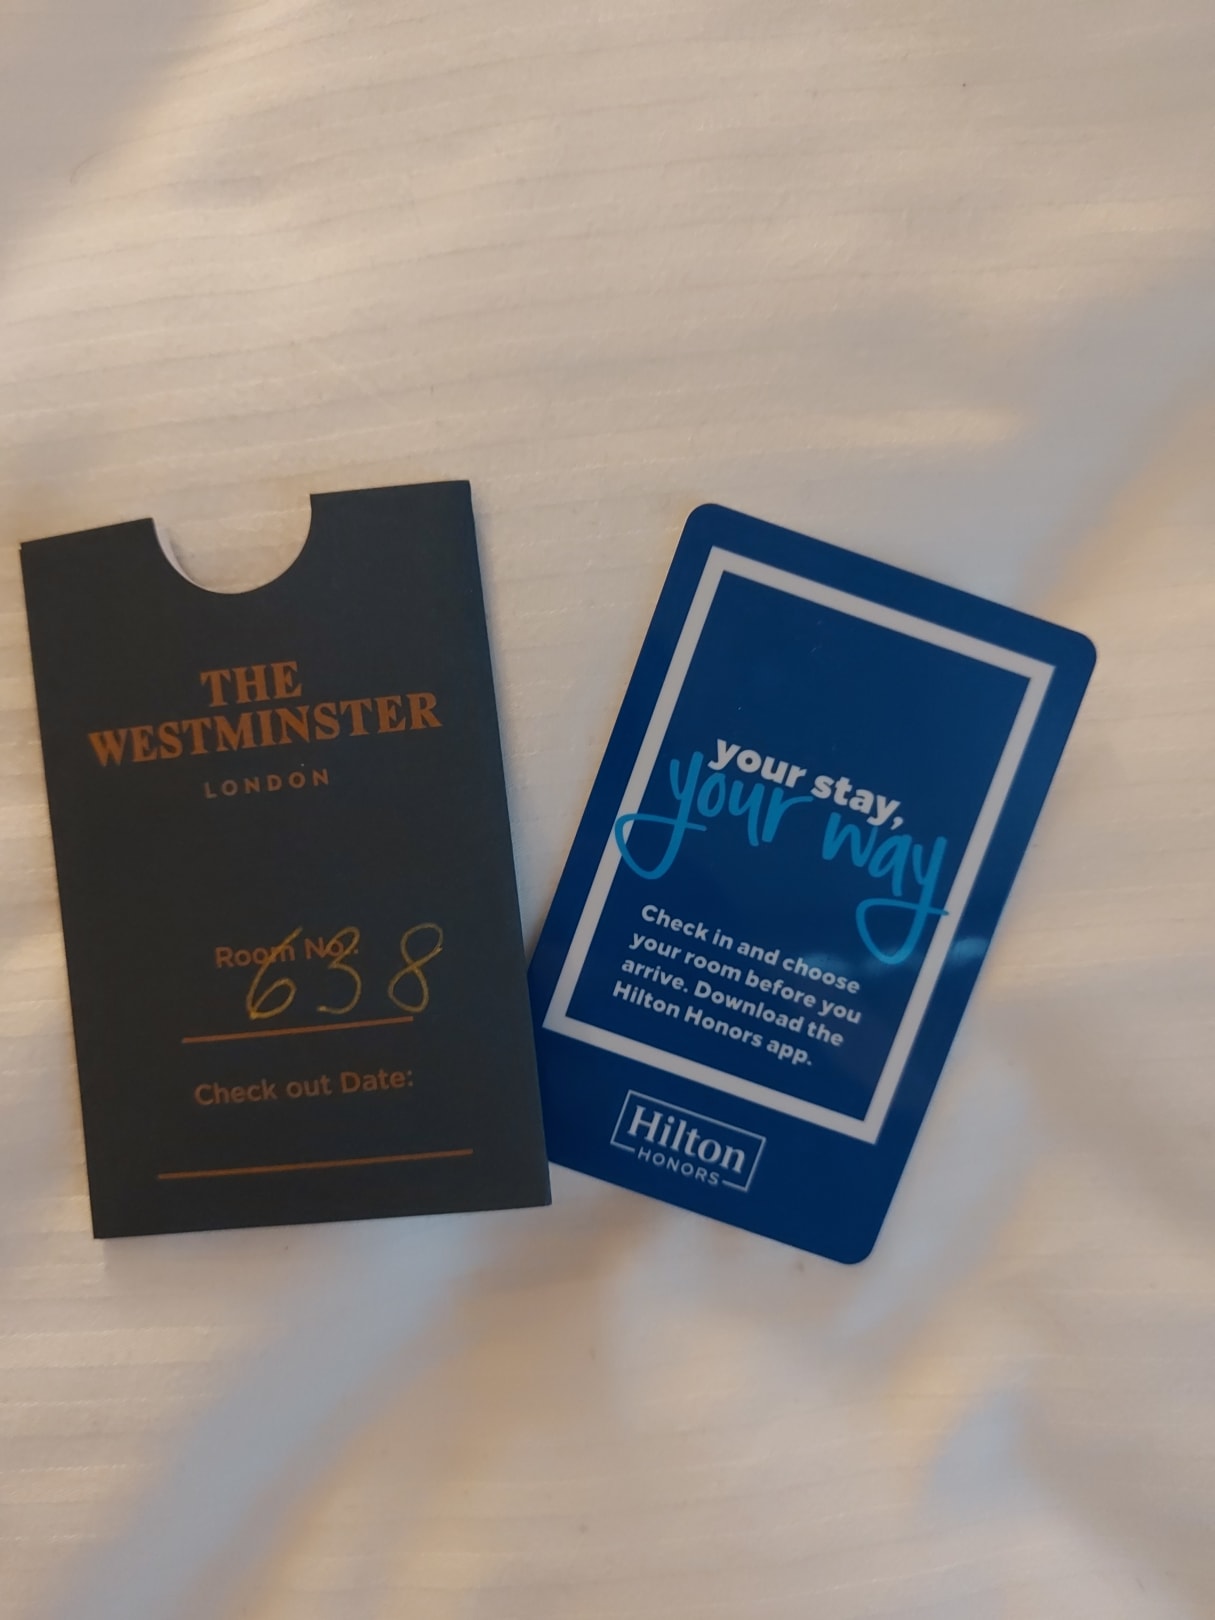 THE
WESTMINSTER
LONDON
Room No.:
638
Check out Date:
your stay,
your way
Check in and choose
your room before you
arrive. Download the
Hilton Honors app.
Hilton
HONORS